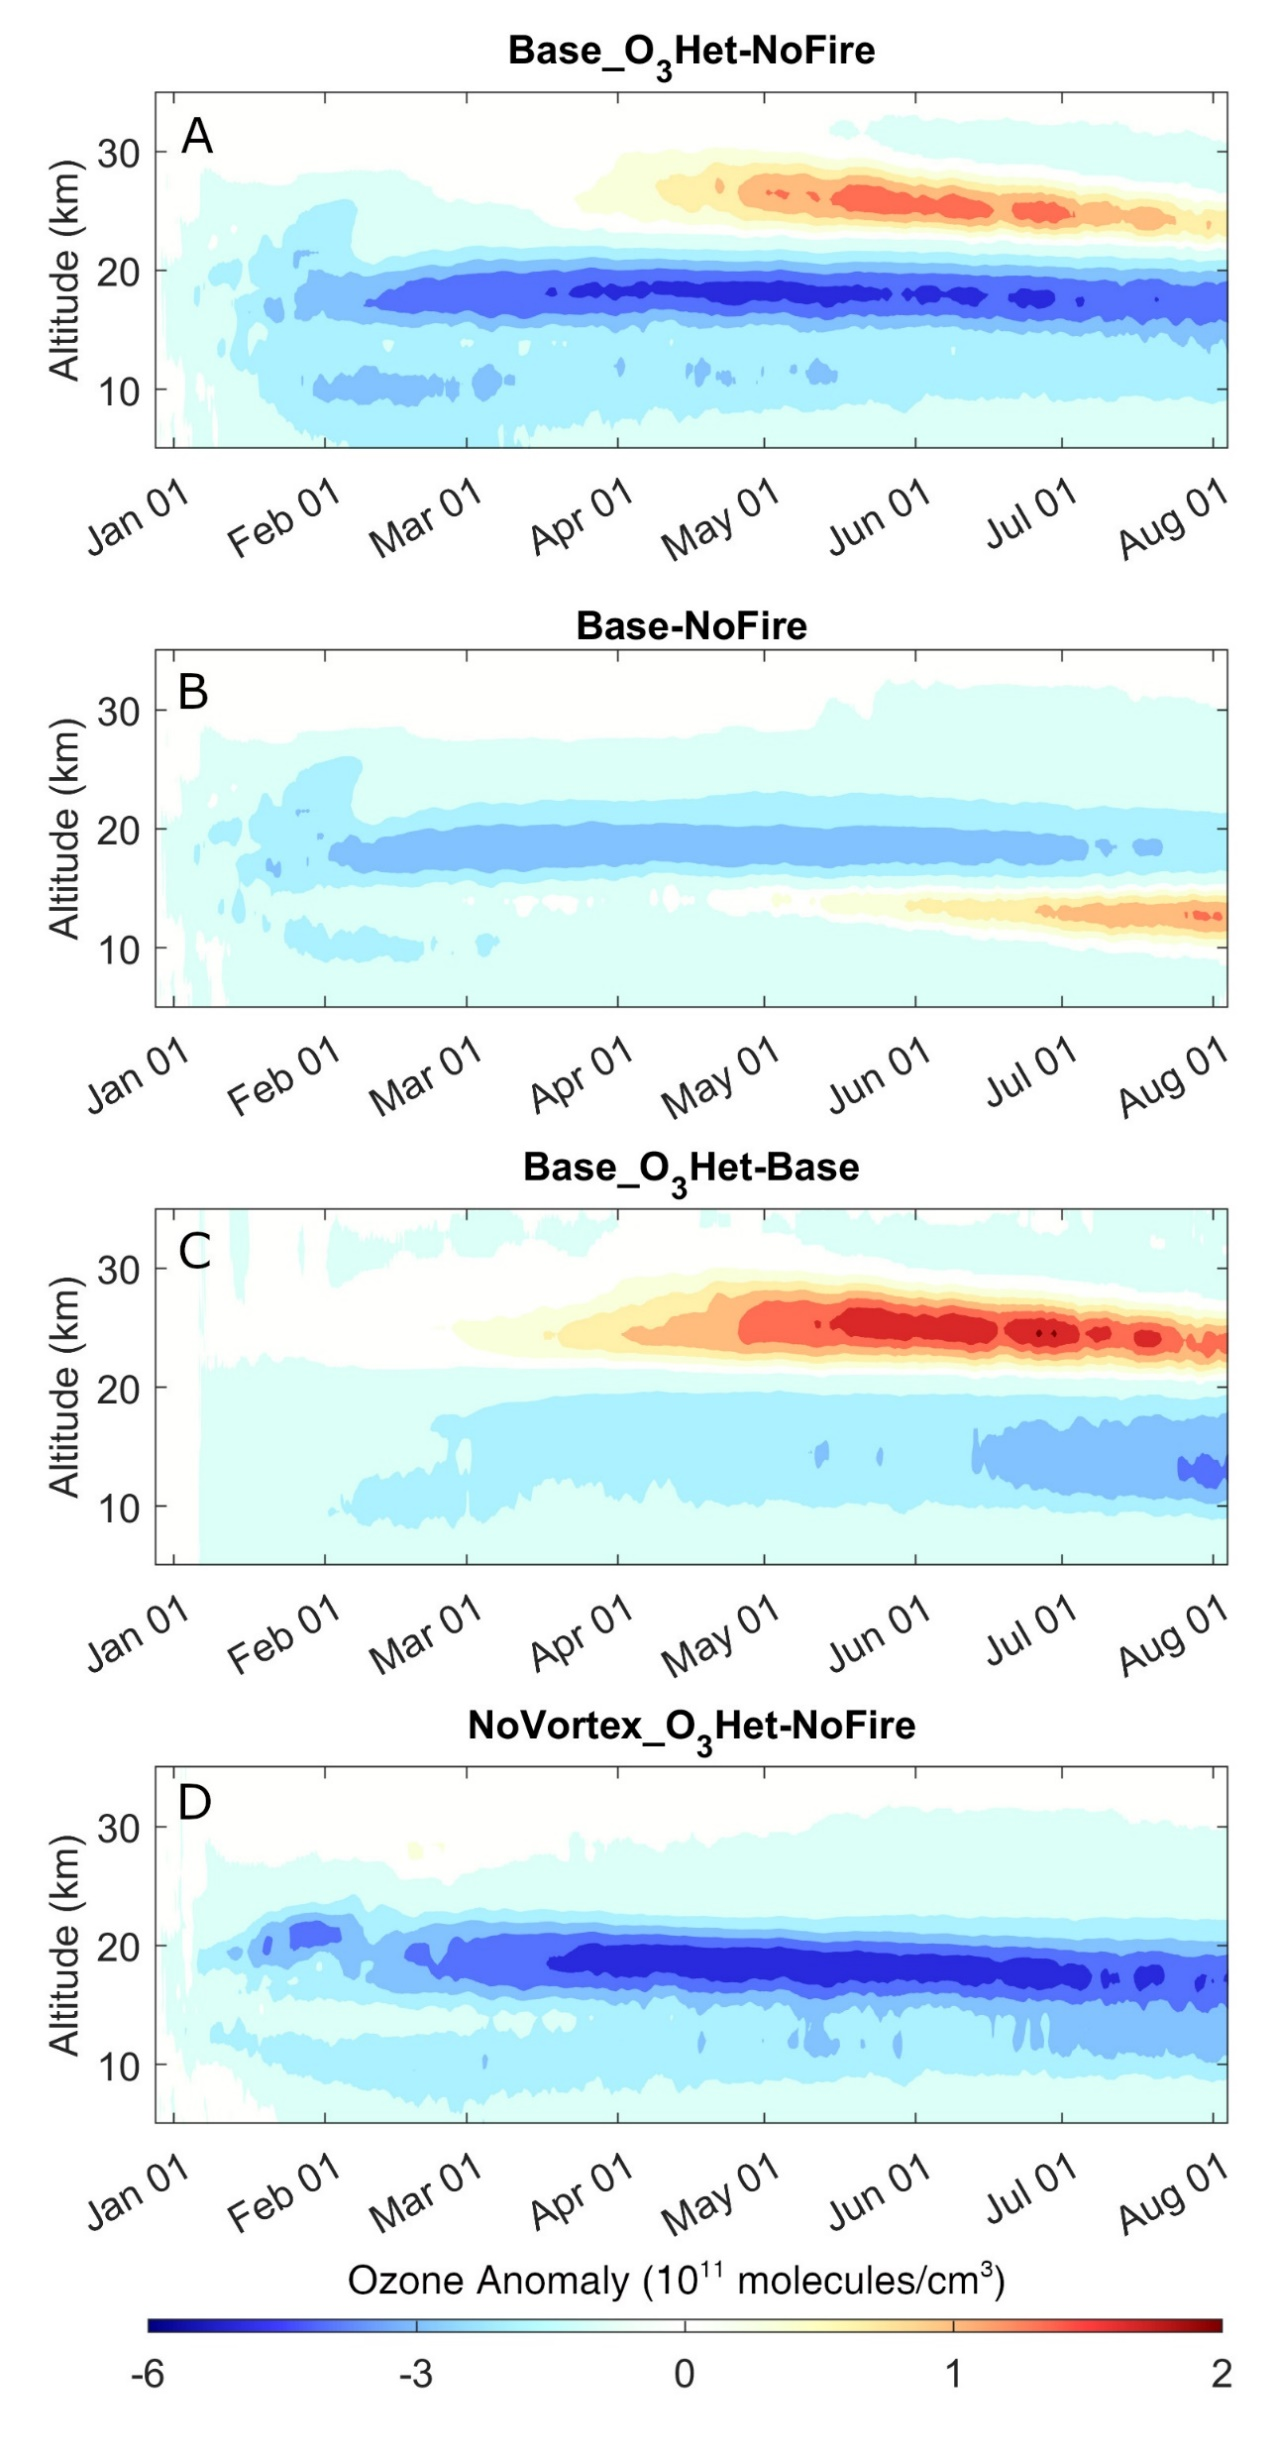 Base_O3Het-NoFire
A
30
20
10
Altitude (km)
Jan 01 Feb 01 Mar 01 Apr 01 May 01 Jun 01 Jul 01 Aug 01
Base-NoFire
B
30
20
10
Altitude (km)
Jan 01 Feb 01 Mar 01 Apr 01 May 01 Jun 01 Jul 01 Aug 01
Base_O3Het-Base
C
30
20
10
Altitude (km)
Jan 01 Feb 01 Mar 01 Apr 01 May 01 Jun 01 Jul 01 Aug 01
NoVortex_O3Het-NoFire
D
30
20
10
Altitude (km)
Jan 01 Feb 01 Mar 01 Apr 01 May 01 Jun 01 Jul 01 Aug 01
Ozone Anomaly (10¹¹ molecules/cm³)
-6 -3 0 1 2